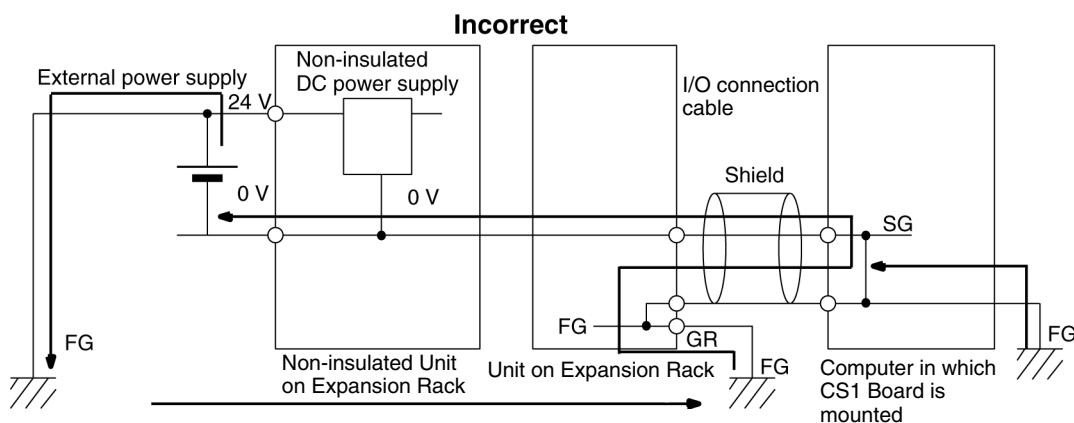 Incorrect
Non-insulated
DC power supply
External power supply
24 V
I/O connection
cable
Shield
0 V
0 V
SG
FG
FG
GR
FG
FG
Non-insulated Unit
on Expansion Rack
Unit on Expansion Rack
Computer in which
CS1 Board is
mounted